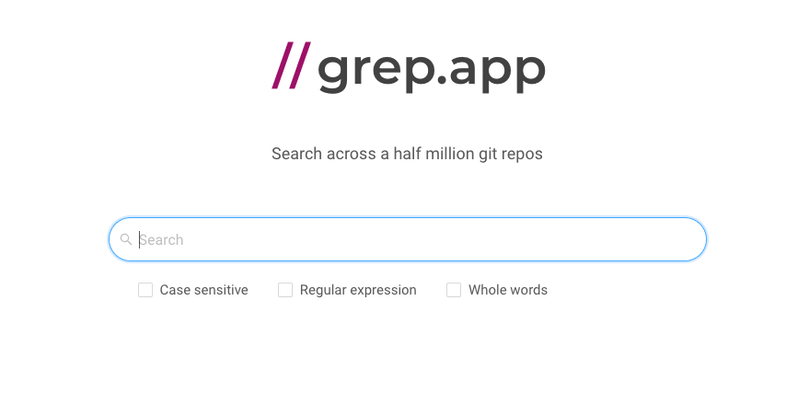 //grep.app
Search across a half million git repos
Search
Case sensitive Regular expression Whole words